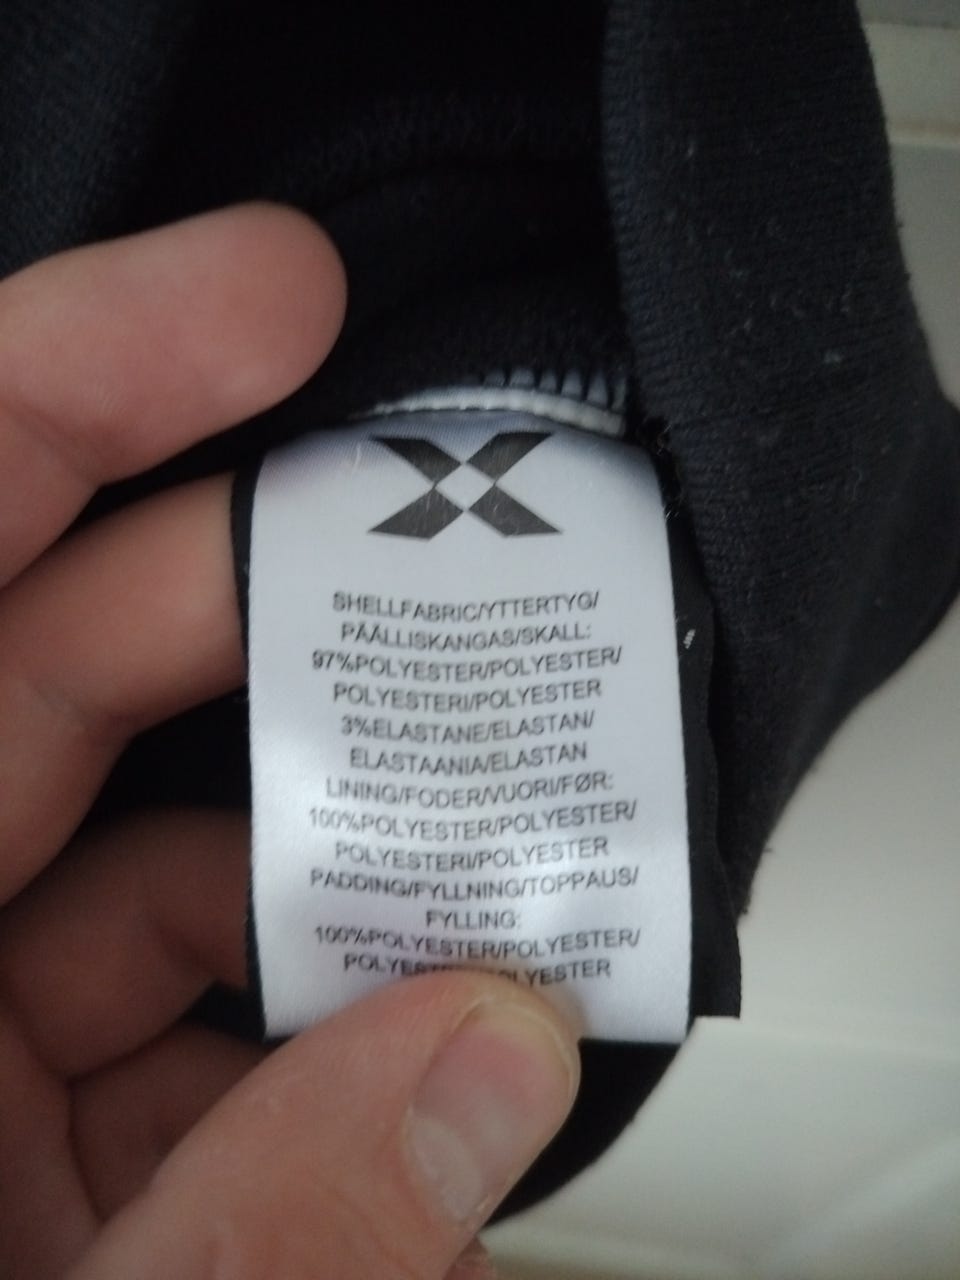 SHELLFABRIC/YTTERTYG/
PÄÄLLISKANGAS/SKALL:
97%POLYESTER/POLYESTER/
POLYESTERI/POLYESTER
3%ELASTANE/ELASTAN/
ELASTAANIA/ELASTAN
LINING/FODER/VUORI/FØR:
100%POLYESTER/POLYESTER/
POLYESTERI/POLYESTER
PADDING/FYLLNING/TOPPAUS/
FYLLING:
100%POLYESTER/POLYESTER/